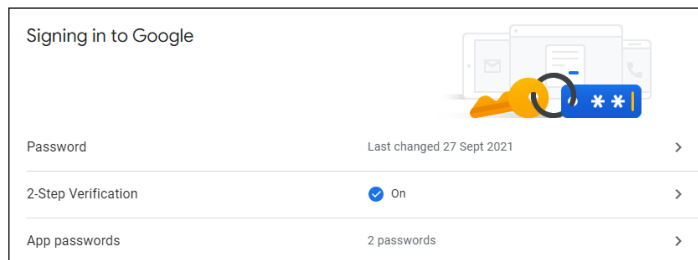 Signing in to Google
**
Password Last changed 27 Sept 2021
2-Step Verification On
App passwords 2 passwords